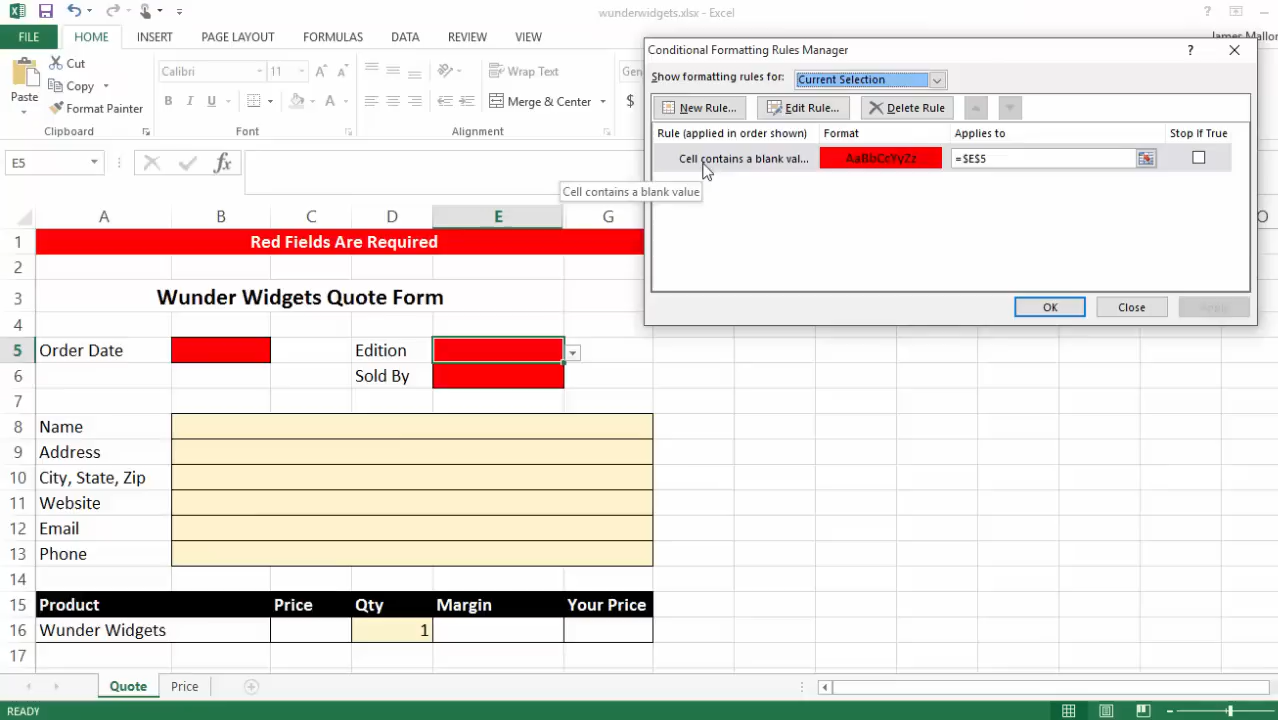 wunderwidgets.xlsx - Excel
FILE HOME INSERT PAGE LAYOUT FORMULAS DATA REVIEW VIEW
Paste
Cut
Copy
Format Painter
Clipboard
Calibri 11
B I U
Font
Wrap Text
Merge & Center
Alignment
$
Conditional Formatting Rules Manager
Show formatting rules for: Current Selection
New Rule... Edit Rule... Delete Rule
Rule (applied in order shown) Format Applies to Stop If True
Cell contains a blank val... AaBbCcYyZz =$E$5
Cell contains a blank value
OK Close Apply
E5 fx
A B C D E G O
1 Red Fields Are Required
2
3 Wunder Widgets Quote Form
4
5 Order Date Edition
6 Sold By
7
8 Name
9 Address
10 City, State, Zip
11 Website
12 Email
13 Phone
14
15 Product Price Qty Margin Your Price
16 Wunder Widgets 1
17
Quote Price
READY